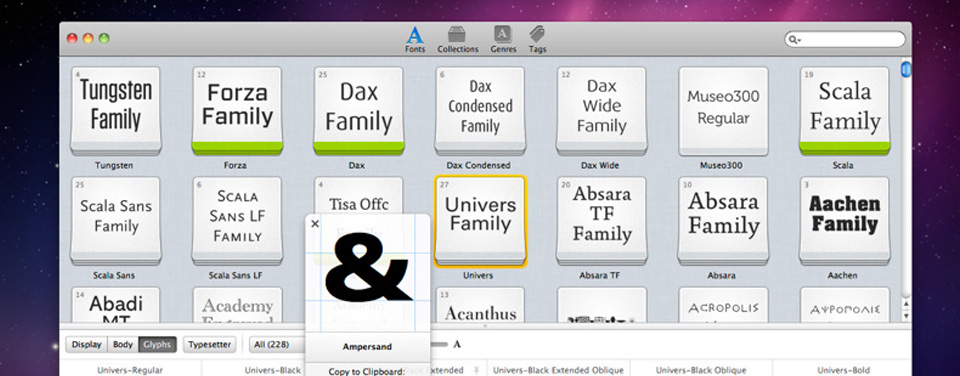 Fonts Collections Genres Tags
4 12 25 6 12 19
Tungsten Family
Forza Family
Dax Family
Dax Condensed Family
Dax Wide Family
Museo300 Regular
Scala Family
Tungsten Forza Dax Dax Condensed Dax Wide Museo300 Scala
25 6 4 27 20 10 3
Scala Sans Family
Scala Sans LF Family
Tisa Offc
Univers Family
Absara TF Family
Absara Family
Aachen Family
Scala Sans Scala Sans LF Univers Absara TF Absara Aachen
14 13
Abadi MT
Academy
Acanthus
Acropolis
&
Display Body Glyphs Typesetter All (228) A
Ampersand
Copy to Clipboard:
Univers-Regular Univers-Black Extended Univers-Black Extended Oblique Univers-Black Oblique Univers-Bold